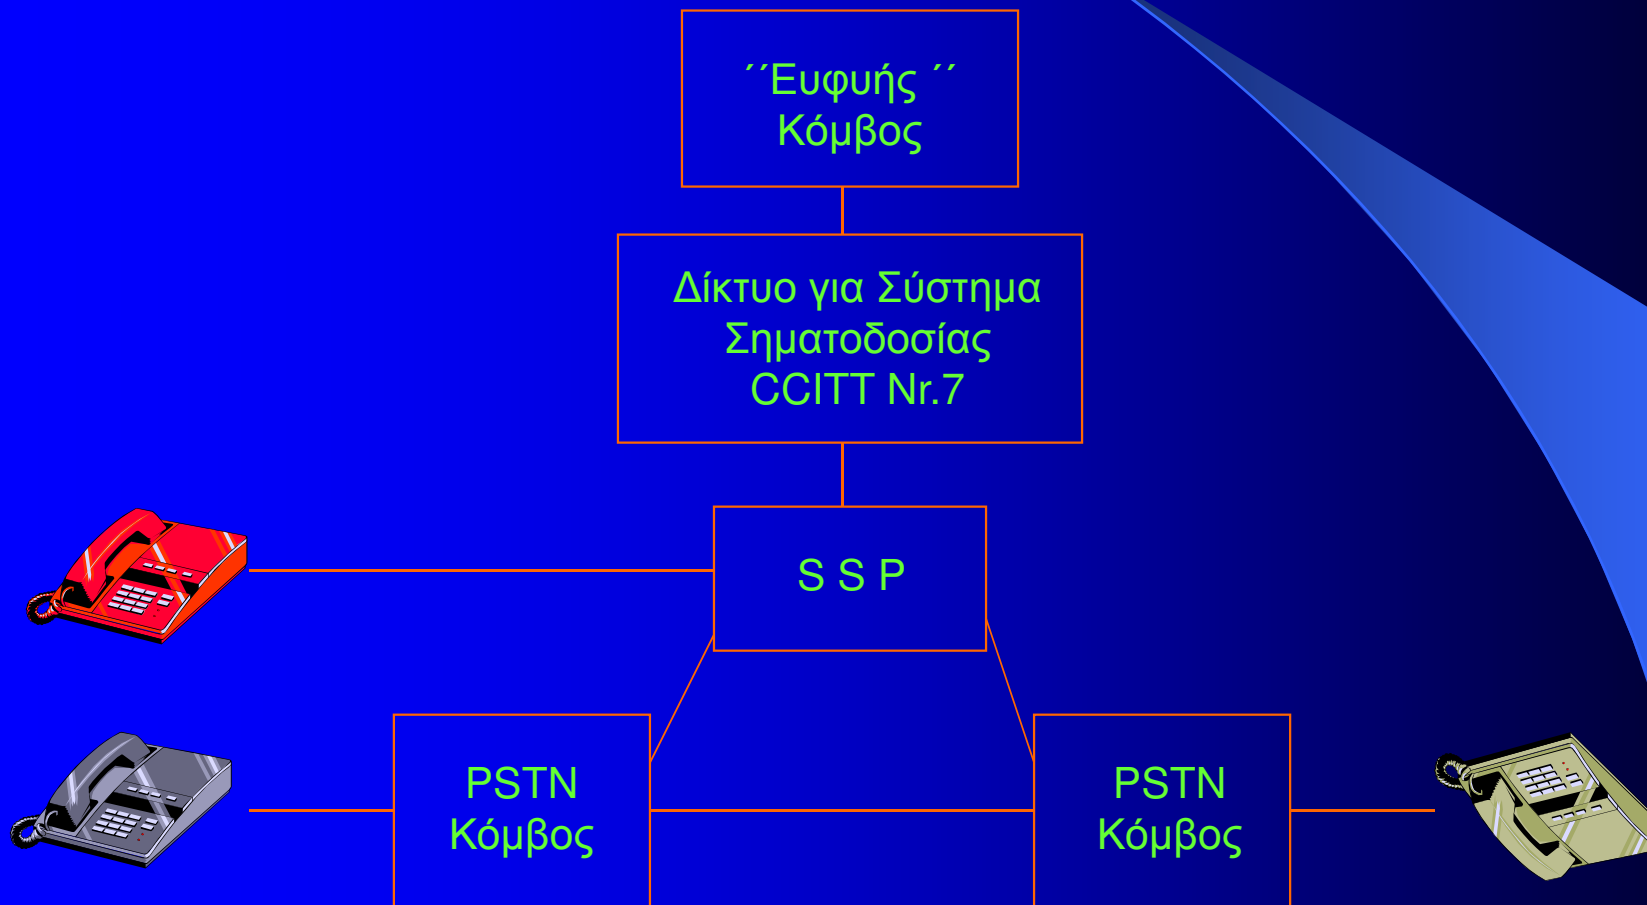 ΄΄Ευφυής ΄΄
Κόμβος
Δίκτυο για Σύστημα
Σηματοδοσίας
CCITT Nr.7
S S P
PSTN
Κόμβος
PSTN
Κόμβος